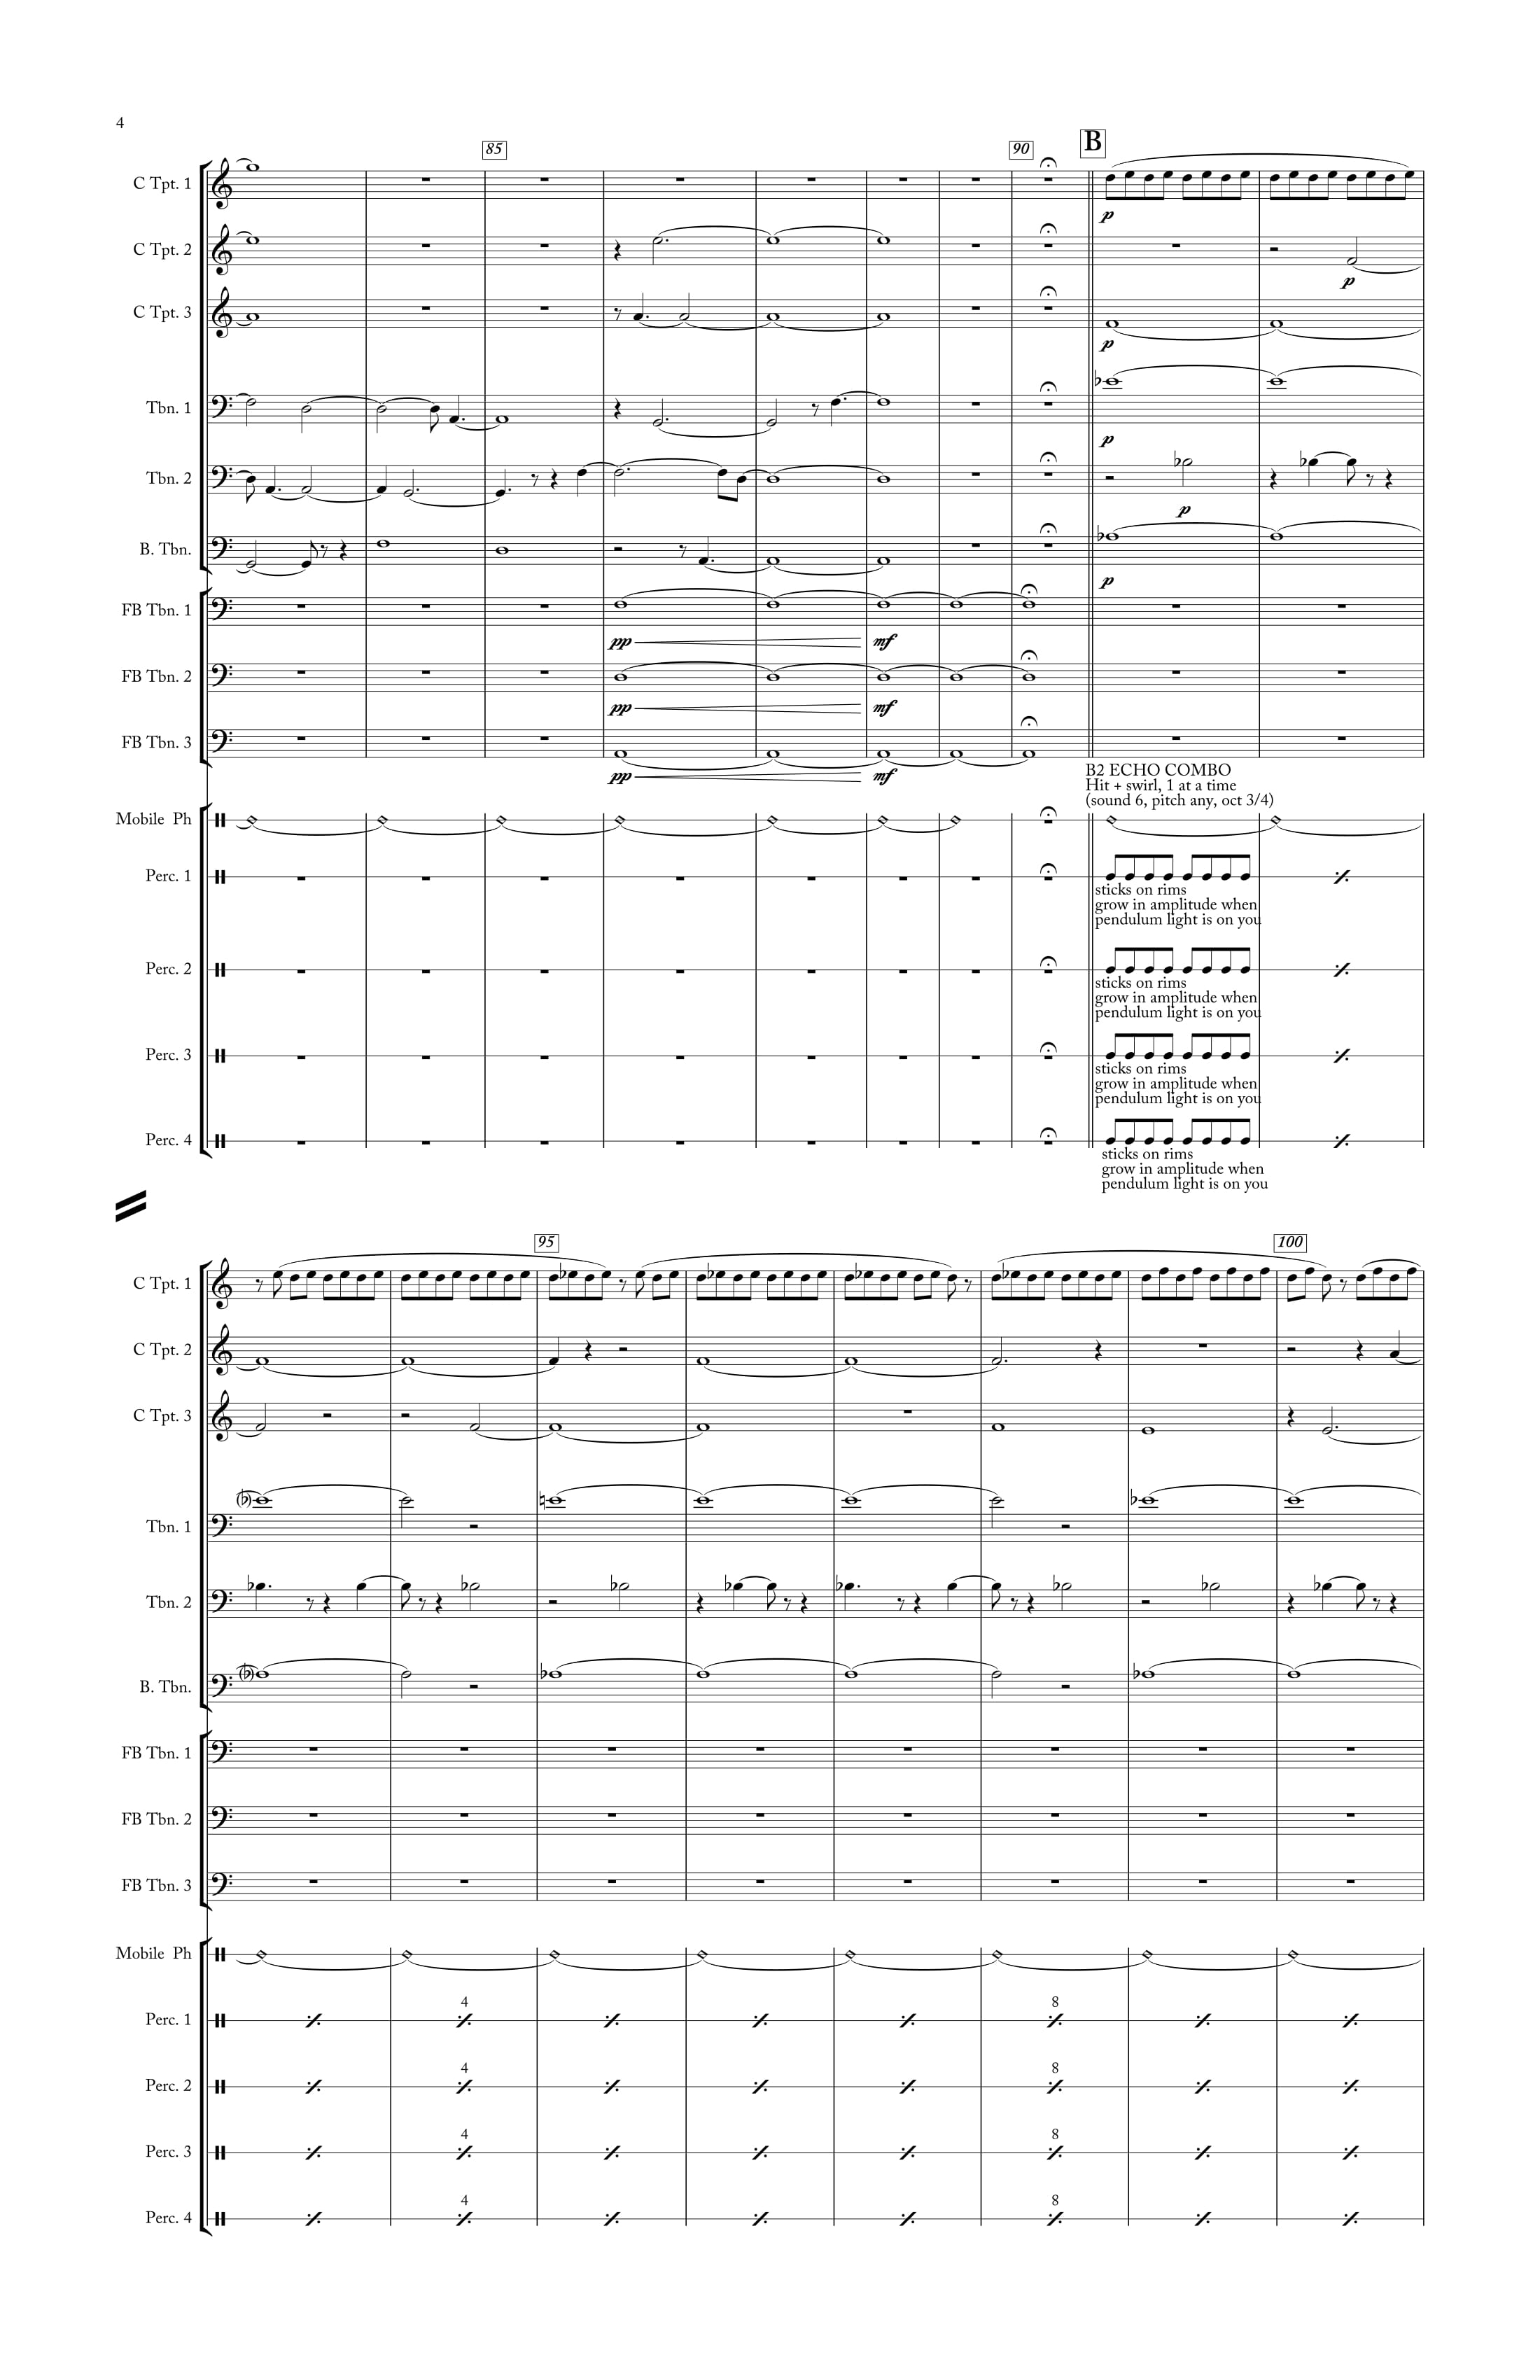 4
85
90
B
C Tpt. 1
p
C Tpt. 2
p
C Tpt. 3
p
Tbn. 1
p
Tbn. 2
p
B. Tbn.
p
FB Tbn. 1
pp
mf
FB Tbn. 2
pp
mf
FB Tbn. 3
pp
mf
B2 ECHO COMBO
Hit + swirl, 1 at a time
(sound 6, pitch any, oct 3/4)
Mobile Ph
Perc. 1
sticks on rims
grow in amplitude when
pendulum light is on you
Perc. 2
sticks on rims
grow in amplitude when
pendulum light is on you
Perc. 3
sticks on rims
grow in amplitude when
pendulum light is on you
Perc. 4
sticks on rims
grow in amplitude when
pendulum light is on you
95
100
C Tpt. 1
C Tpt. 2
C Tpt. 3
Tbn. 1
Tbn. 2
B. Tbn.
FB Tbn. 1
FB Tbn. 2
FB Tbn. 3
Mobile Ph
4
8
Perc. 1
4
8
Perc. 2
4
8
Perc. 3
4
8
Perc. 4